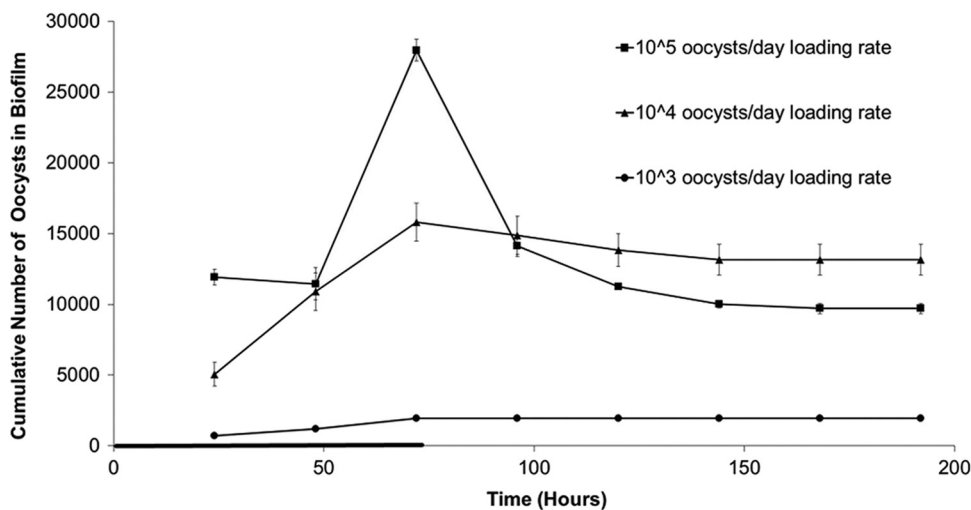 30000
25000
20000
15000
10000
5000
0
Cumulative Number of Oocysts in Biofilm
10^5 oocysts/day loading rate
10^4 oocysts/day loading rate
10^3 oocysts/day loading rate
0 50 100 150 200
Time (Hours)